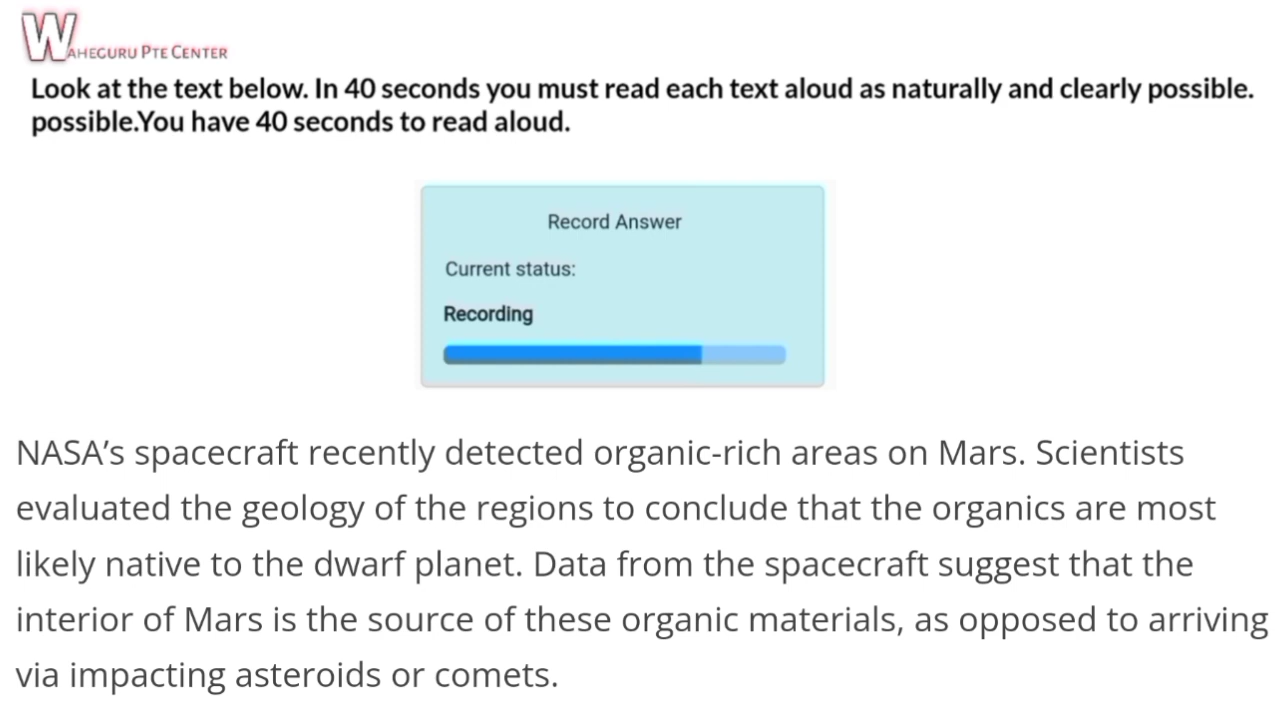 WAHEGURU PTE CENTER
Look at the text below. In 40 seconds you must read each text aloud as naturally and clearly possible.
possible.You have 40 seconds to read aloud.
Record Answer
Current status:
Recording
NASA’s spacecraft recently detected organic-rich areas on Mars. Scientists
evaluated the geology of the regions to conclude that the organics are most
likely native to the dwarf planet. Data from the spacecraft suggest that the
interior of Mars is the source of these organic materials, as opposed to arriving
via impacting asteroids or comets.